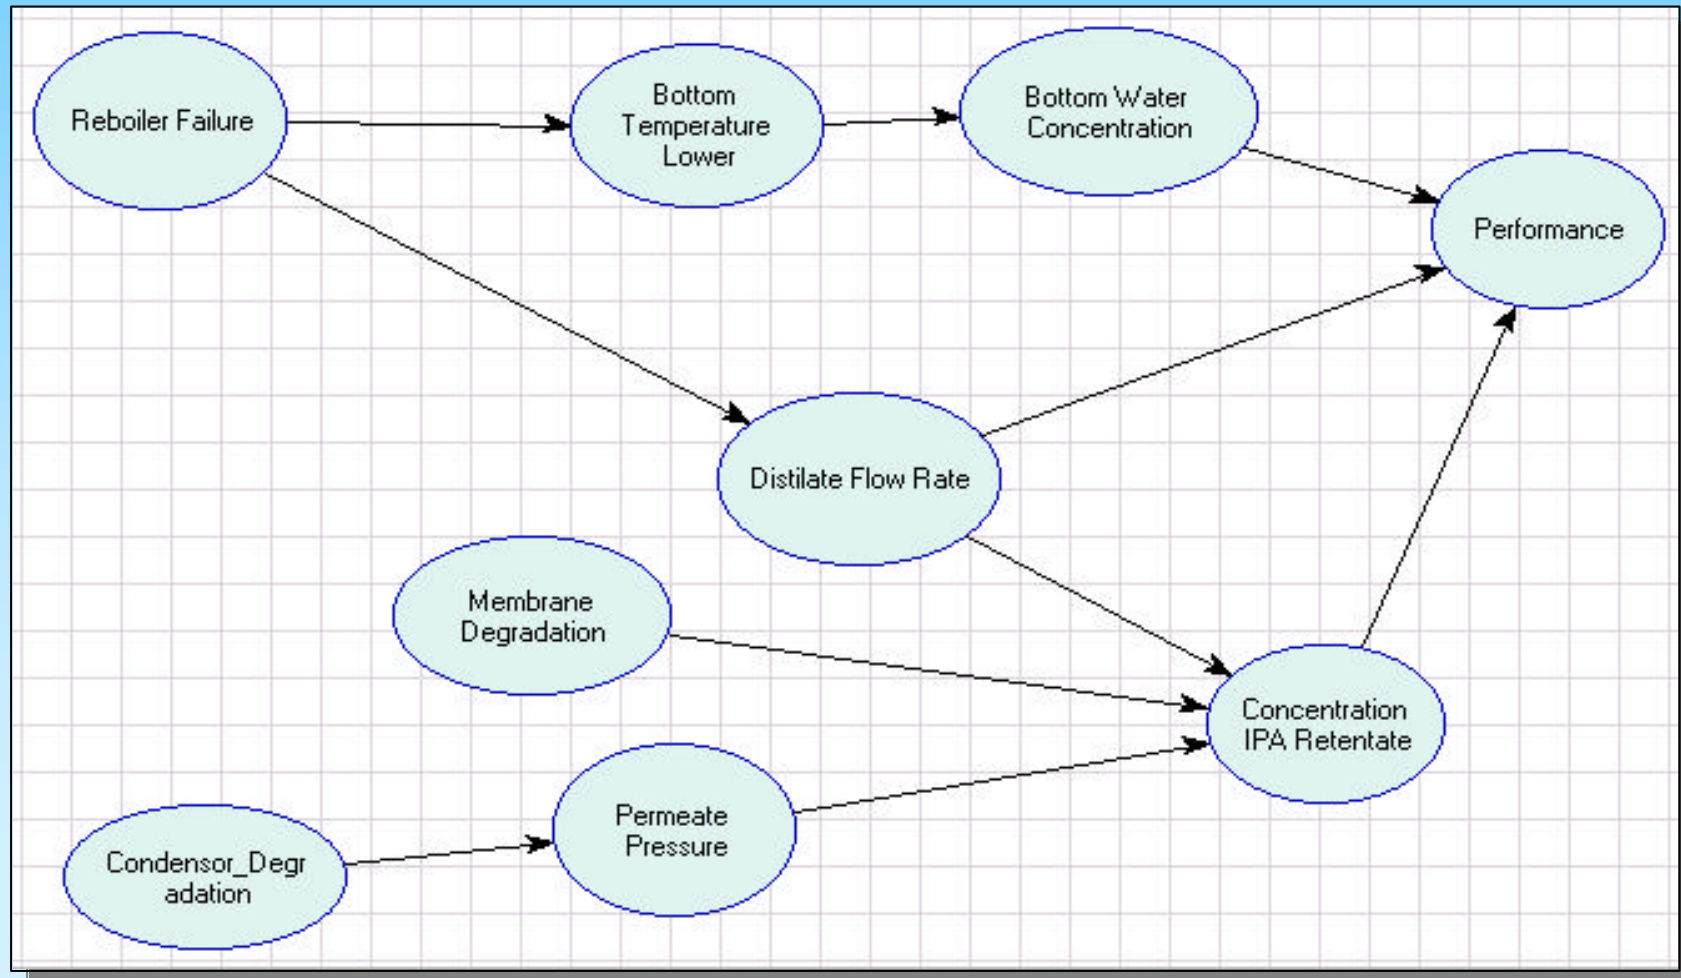 Reboiler Failure
Bottom
Temperature
Lower
Bottom Water
Concentration
Performance
Distilate Flow Rate
Membrane
Degradation
Concentration
IPA Retentate
Permeate
Pressure
Condensor_Degr
adation